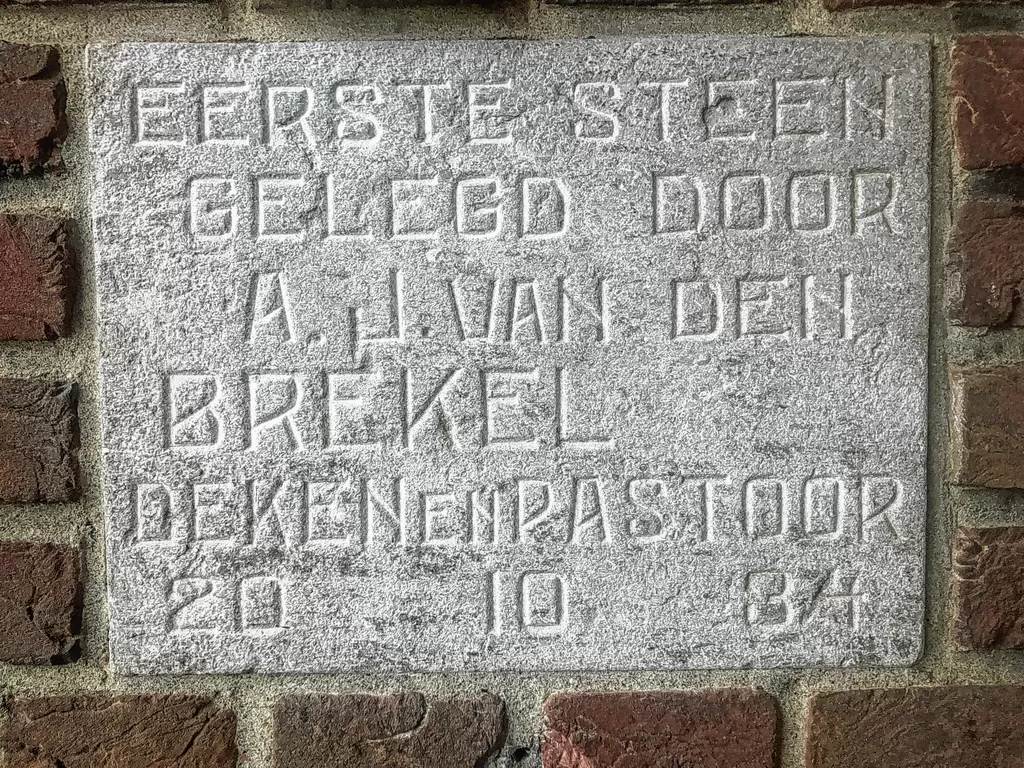 EERSTE STEEN
GELEGD DOOR
A. J. VAN DEN
BREKEL
DEKEN EN PASTOOR
20 10 34